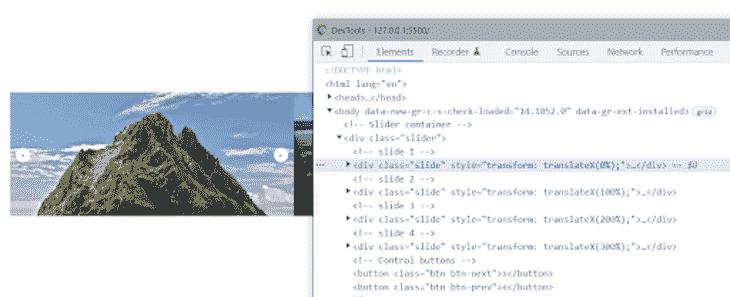 DevTools - 127.0.0.1:5500/
Elements Recorder Console Sources Network Performance
<!DOCTYPE html>
<html lang="en">
<head>…</head>
<body data-new-gr-c-s-check-loaded="14.1052.0" data-gr-ext-installed> grid
<!-- Slider container -->
<div class="slider">
<!-- slide 1 -->
… <div class="slide" style="transform: translateX(0%);">…</div> == $0
<!-- slide 2 -->
<div class="slide" style="transform: translateX(100%);">…</div>
<!-- slide 3 -->
<div class="slide" style="transform: translateX(200%);">…</div>
<!-- slide 4 -->
<div class="slide" style="transform: translateX(300%);">…</div>
<!-- Control buttons -->
<button class="btn btn-next">></button>
<button class="btn btn-prev"><</button>